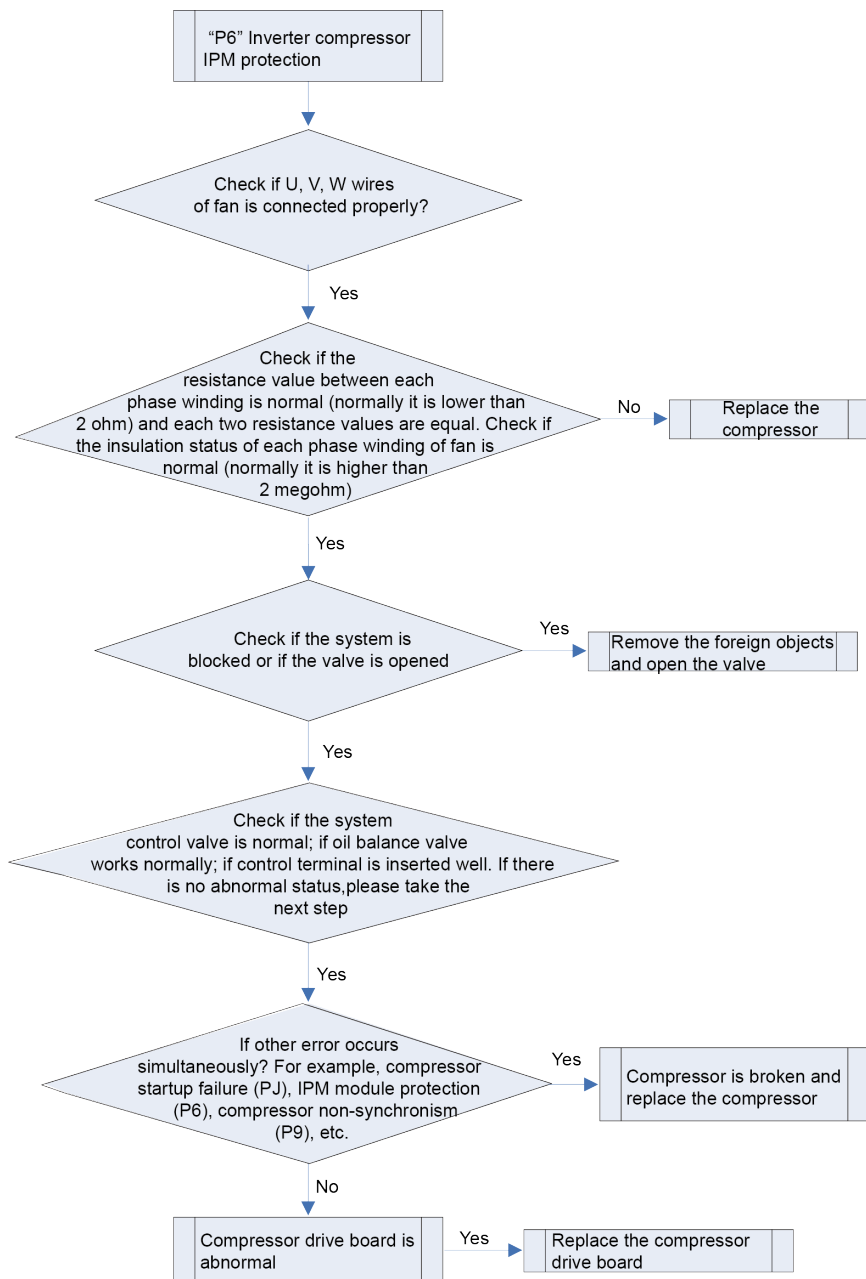 “P6” Inverter compressor
IPM protection
Check if U, V, W wires
of fan is connected properly?
Yes
Check if the
resistance value between each
phase winding is normal (normally it is lower than
2 ohm) and each two resistance values are equal. Check if
the insulation status of each phase winding of fan is
normal (normally it is higher than
2 megohm)
No
Replace the
compressor
Yes
Check if the system is
blocked or if the valve is opened
Yes
Remove the foreign objects
and open the valve
Yes
Check if the system
control valve is normal; if oil balance valve
works normally; if control terminal is inserted well. If there
is no abnormal status,please take the
next step
Yes
If other error occurs
simultaneously? For example, compressor
startup failure (PJ), IPM module protection
(P6), compressor non-synchronism
(P9), etc.
Yes
Compressor is broken and
replace the compressor
No
Compressor drive board is
abnormal
Yes
Replace the compressor
drive board